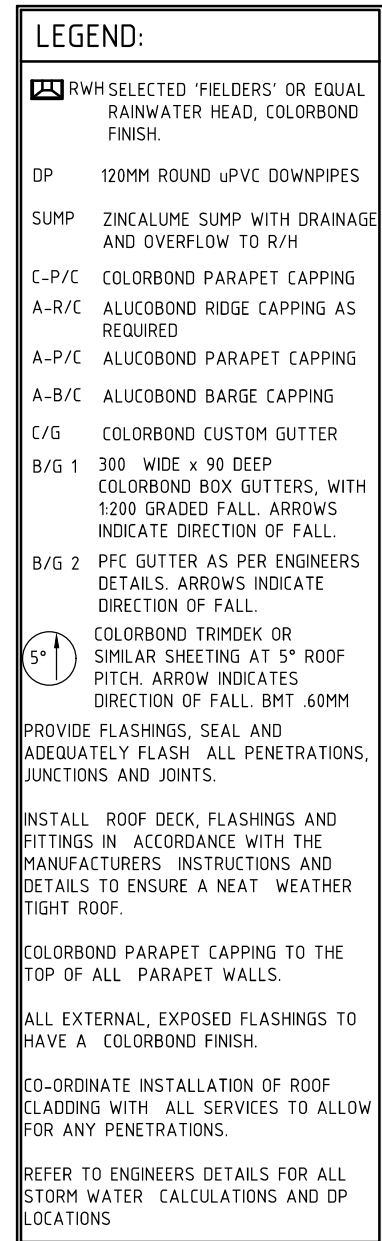 LEGEND:
RWH SELECTED 'FIELDERS' OR EQUAL
RAINWATER HEAD, COLORBOND
FINISH.
DP 120MM ROUND uPVC DOWNPIPES
SUMP ZINCALUME SUMP WITH DRAINAGE
AND OVERFLOW TO R/H
C-P/C COLORBOND PARAPET CAPPING
A-R/C ALUCOBOND RIDGE CAPPING AS
REQUIRED
A-P/C ALUCOBOND PARAPET CAPPING
A-B/C ALUCOBOND BARGE CAPPING
C/G COLORBOND CUSTOM GUTTER
B/G 1 300 WIDE x 90 DEEP
COLORBOND BOX GUTTERS, WITH
1:200 GRADED FALL. ARROWS
INDICATE DIRECTION OF FALL.
B/G 2 PFC GUTTER AS PER ENGINEERS
DETAILS. ARROWS INDICATE
DIRECTION OF FALL.
COLORBOND TRIMDEK OR
5° SIMILAR SHEETING AT 5° ROOF
PITCH. ARROW INDICATES
DIRECTION OF FALL. BMT .60MM
PROVIDE FLASHINGS, SEAL AND
ADEQUATELY FLASH ALL PENETRATIONS,
JUNCTIONS AND JOINTS.
INSTALL ROOF DECK, FLASHINGS AND
FITTINGS IN ACCORDANCE WITH THE
MANUFACTURERS INSTRUCTIONS AND
DETAILS TO ENSURE A NEAT WEATHER
TIGHT ROOF.
COLORBOND PARAPET CAPPING TO THE
TOP OF ALL PARAPET WALLS.
ALL EXTERNAL, EXPOSED FLASHINGS TO
HAVE A COLORBOND FINISH.
CO-ORDINATE INSTALLATION OF ROOF
CLADDING WITH ALL SERVICES TO ALLOW
FOR ANY PENETRATIONS.
REFER TO ENGINEERS DETAILS FOR ALL
STORM WATER CALCULATIONS AND DP
LOCATIONS